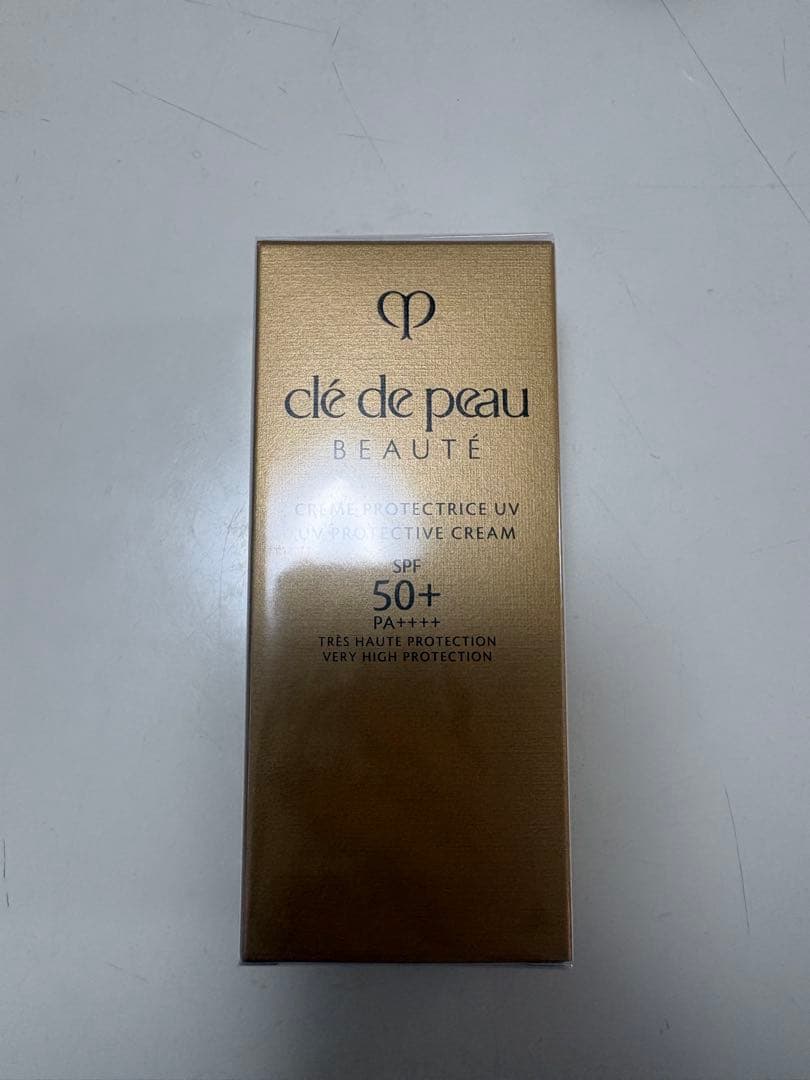 clé de peau
BEAUTÉ
CRÈME PROTECTRICE UV
UV PROTECTIVE CREAM
SPF
50+
PA++++
TRÈS HAUTE PROTECTION
VERY HIGH PROTECTION